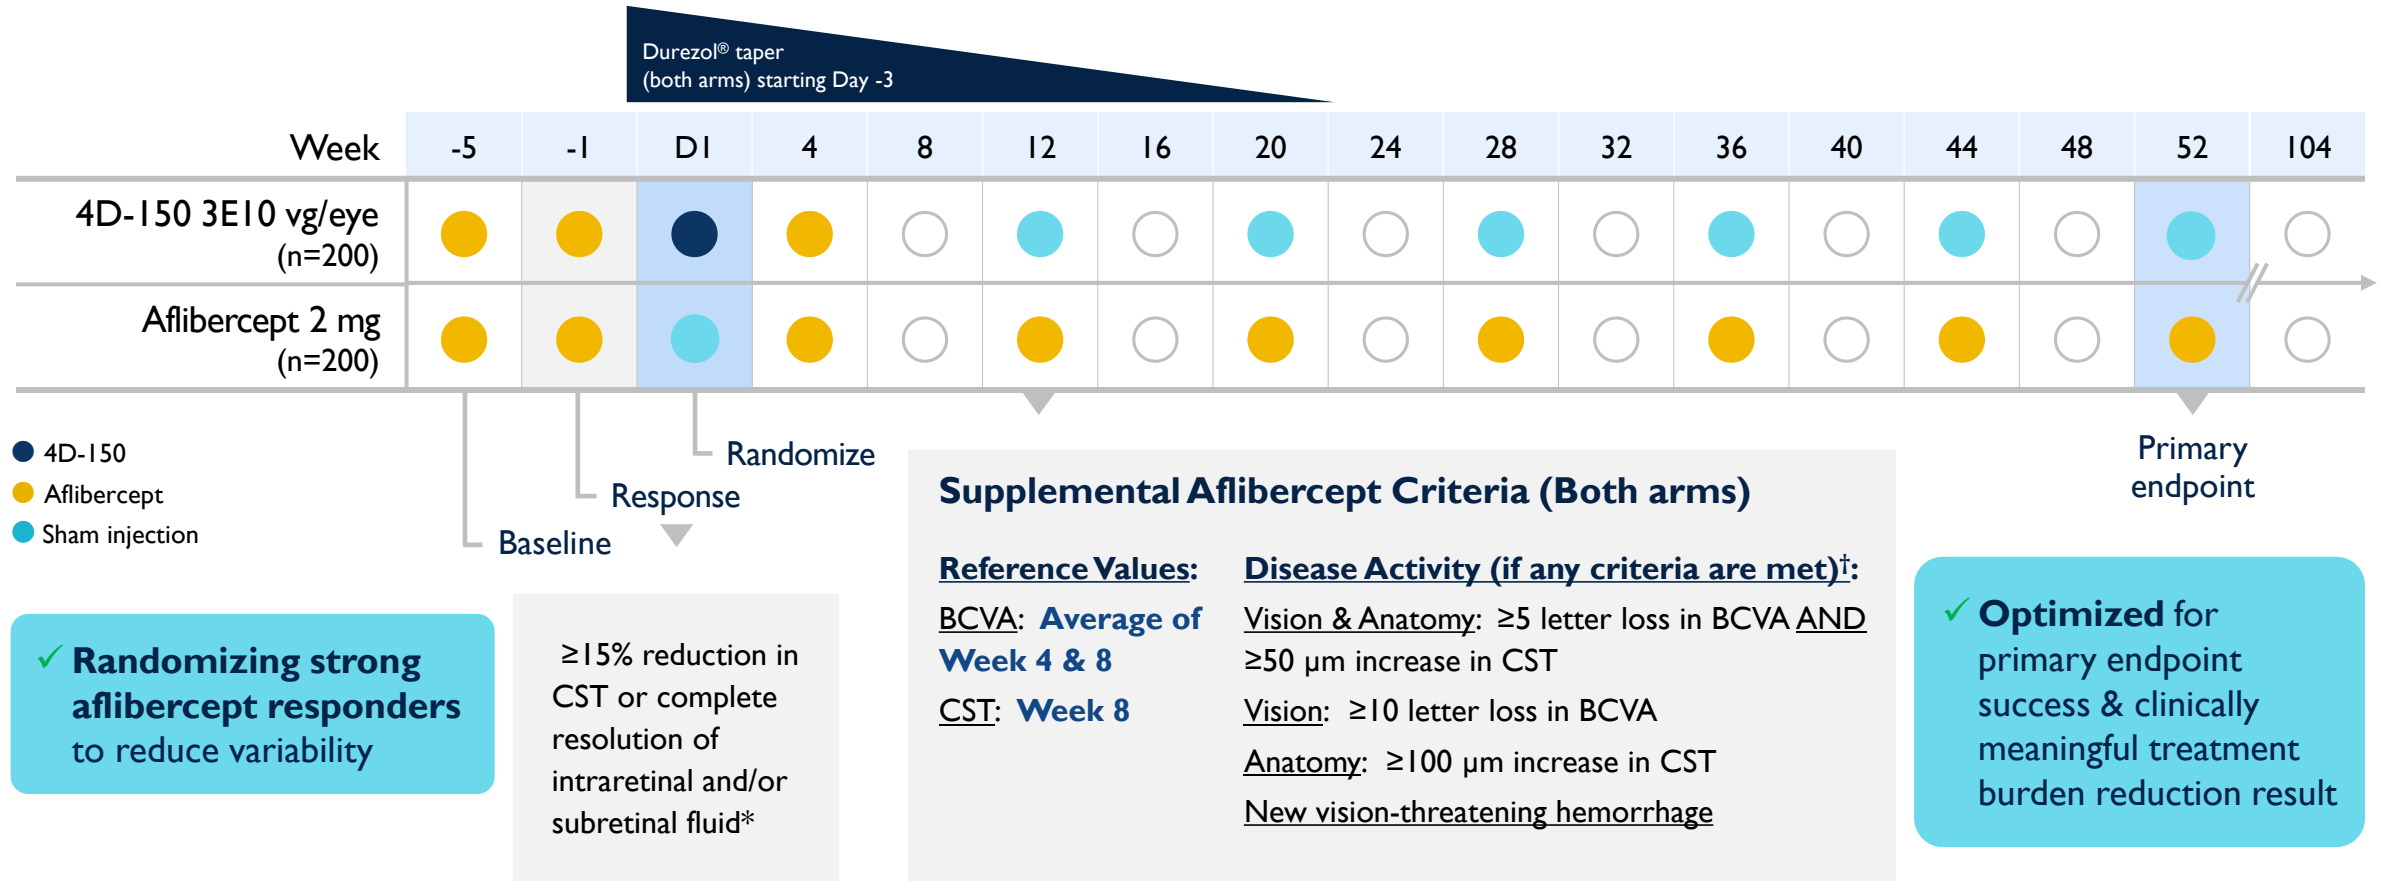 Durezol® taper
(both arms) starting Day -3
Week -5 -1 D1 4 8 12 16 20 24 28 32 36 40 44 48 52 104
4D-150 3E10 vg/eye
(n=200)
Aflibercept 2 mg
(n=200)
4D-150
Aflibercept
Sham injection
Randomize
Response
Baseline
Primary
endpoint
✓ Randomizing strong
aflibercept responders
to reduce variability
≥15% reduction in
CST or complete
resolution of
intraretinal and/or
subretinal fluid*
Supplemental Aflibercept Criteria (Both arms)
Reference Values:
BCVA: Average of
Week 4 & 8
CST: Week 8
Disease Activity (if any criteria are met)†:
Vision & Anatomy: ≥5 letter loss in BCVA AND
≥50 µm increase in CST
Vision: ≥10 letter loss in BCVA
Anatomy: ≥100 µm increase in CST
New vision-threatening hemorrhage
✓ Optimized for
primary endpoint
success & clinically
meaningful treatment
burden reduction result